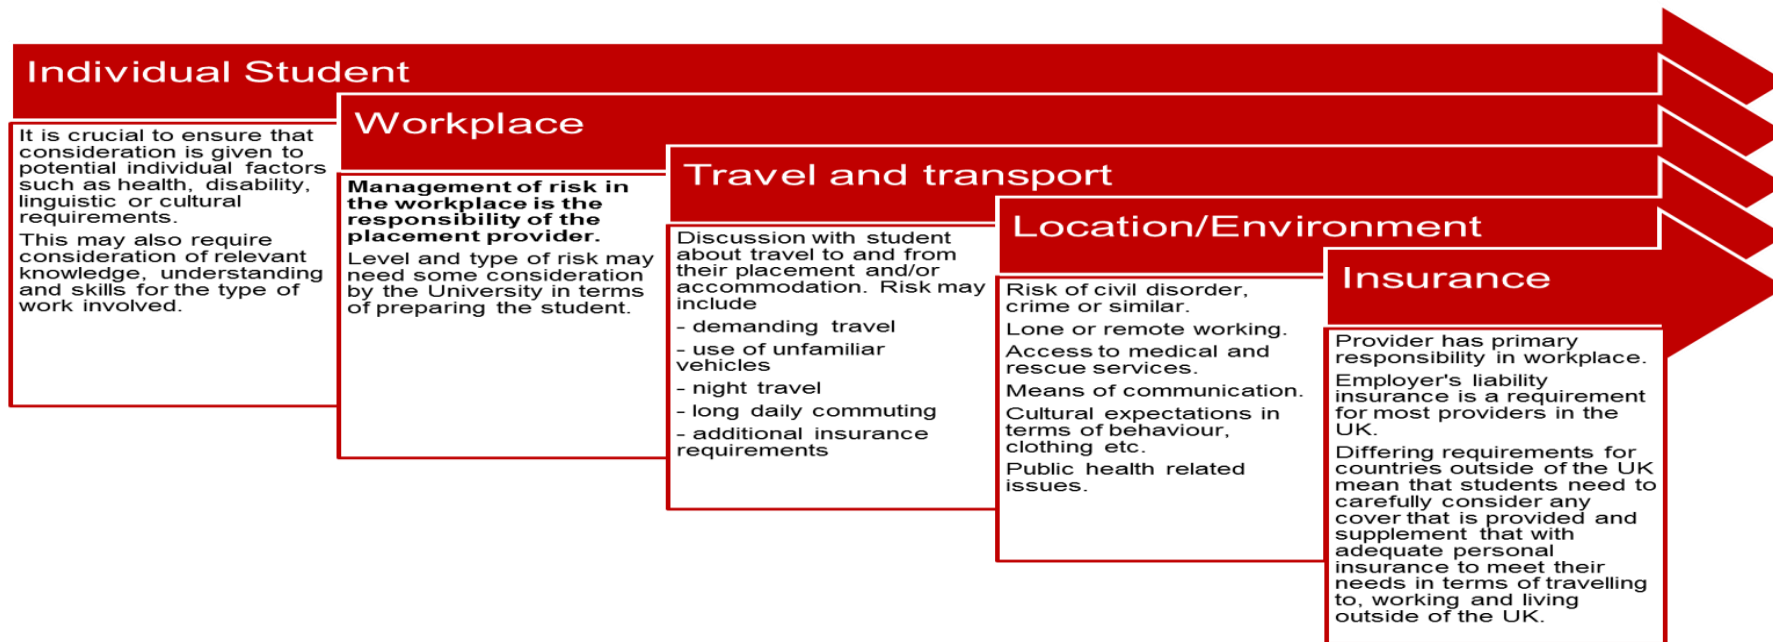 Individual Student
It is crucial to ensure that
consideration is given to
potential individual factors
such as health, disability,
linguistic or cultural
requirements.
This may also require
consideration of relevant
knowledge, understanding
and skills for the type of
work involved.
Workplace
Management of risk in
the workplace is the
responsibility of the
placement provider.
Level and type of risk may
need some consideration
by the University in terms
of preparing the student.
Travel and transport
Discussion with student
about travel to and from
their placement and/or
accommodation. Risk may
include
- demanding travel
- use of unfamiliar
vehicles
- night travel
- long daily commuting
- additional insurance
requirements
Location/Environment
Risk of civil disorder,
crime or similar.
Lone or remote working.
Access to medical and
rescue services.
Means of communication.
Cultural expectations in
terms of behaviour,
clothing etc.
Public health related
issues.
Insurance
Provider has primary
responsibility in workplace.
Employer's liability
insurance is a requirement
for most providers in the
UK.
Differing requirements for
countries outside of the UK
mean that students need to
carefully consider any
cover that is provided and
supplement that with
adequate personal
insurance to meet their
needs in terms of travelling
to, working and living
outside of the UK.